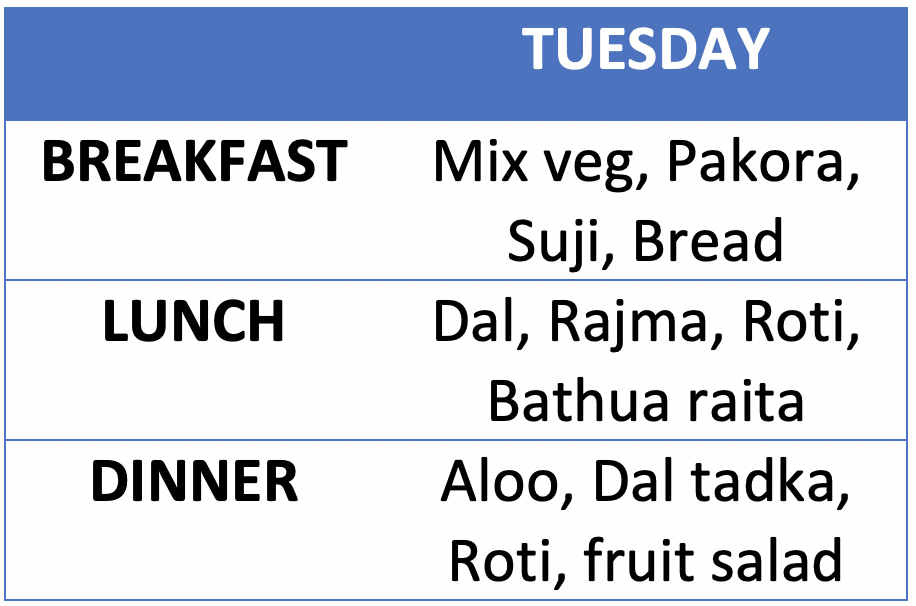 TUESDAY
BREAKFAST Mix veg, Pakora,
Suji, Bread
LUNCH Dal, Rajma, Roti,
Bathua raita
DINNER Aloo, Dal tadka,
Roti, fruit salad